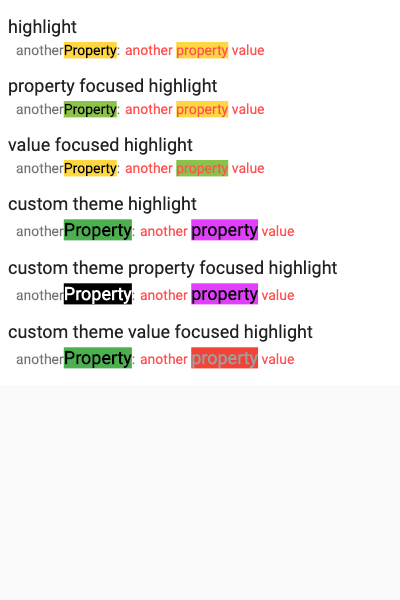 highlight
anotherProperty: another property value
property focused highlight
anotherProperty: another property value
value focused highlight
anotherProperty: another property value
custom theme highlight
anotherProperty: another property value
custom theme property focused highlight
anotherProperty: another property value
custom theme value focused highlight
anotherProperty: another property value